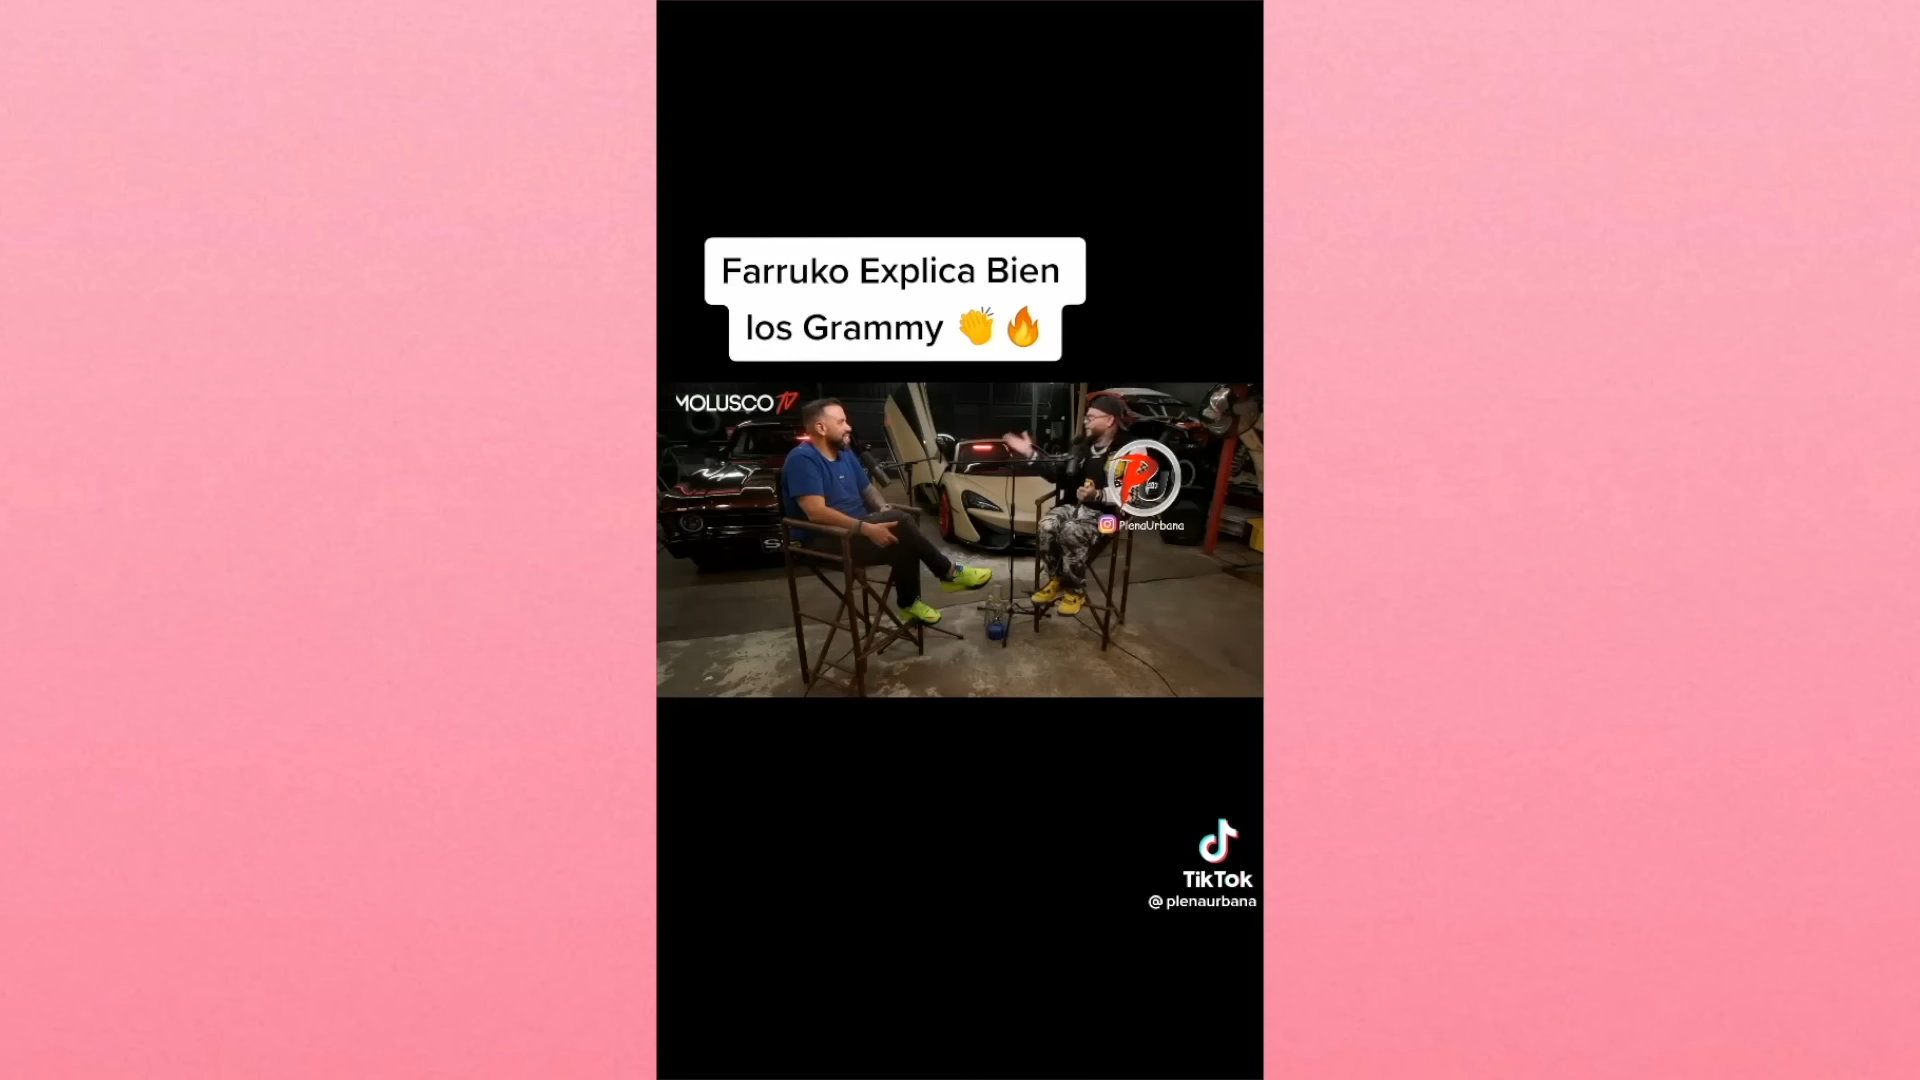 Farruko Explica Bien
los Grammy 👏🔥
MOLUSCO TV
PlenaUrbana
TikTok
@plenaurbana